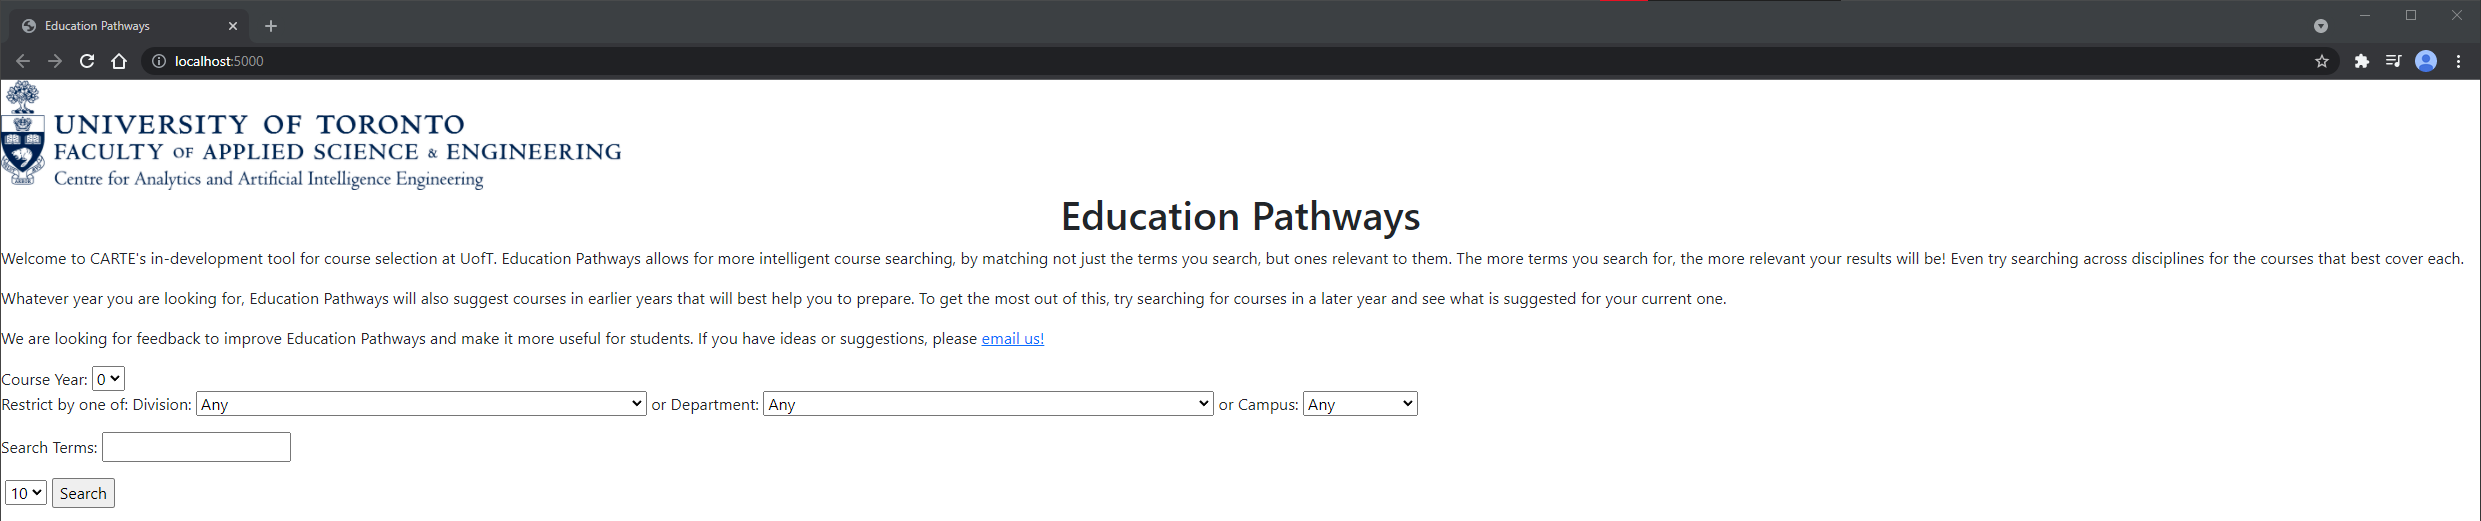 Education Pathways
localhost:5000
UNIVERSITY OF TORONTO
FACULTY OF APPLIED SCIENCE & ENGINEERING
Centre for Analytics and Artificial Intelligence Engineering
Education Pathways
Welcome to CARTE's in-development tool for course selection at UofT. Education Pathways allows for more intelligent course searching, by matching not just the terms you search, but ones relevant to them. The more terms you search for, the more relevant your results will be! Even try searching across disciplines for the courses that best cover each.
Whatever year you are looking for, Education Pathways will also suggest courses in earlier years that will best help you to prepare. To get the most out of this, try searching for courses in a later year and see what is suggested for your current one.
We are looking for feedback to improve Education Pathways and make it more useful for students. If you have ideas or suggestions, please email us!
Course Year: 0
Restrict by one of: Division: Any or Department: Any or Campus: Any
Search Terms:
10 Search